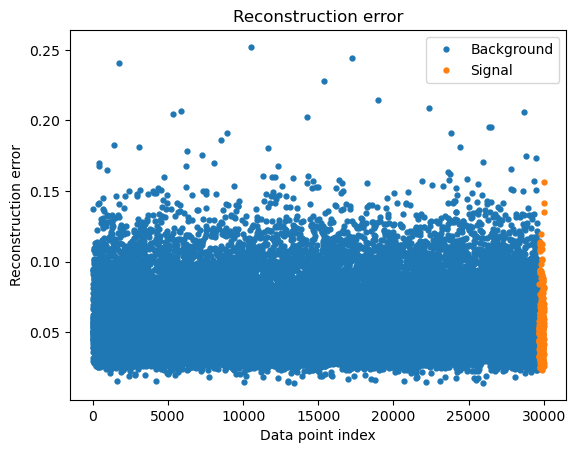 Reconstruction error
Background
Signal
Reconstruction error
0.25
0.20
0.15
0.10
0.05
0
5000
10000
15000
20000
25000
30000
Data point index